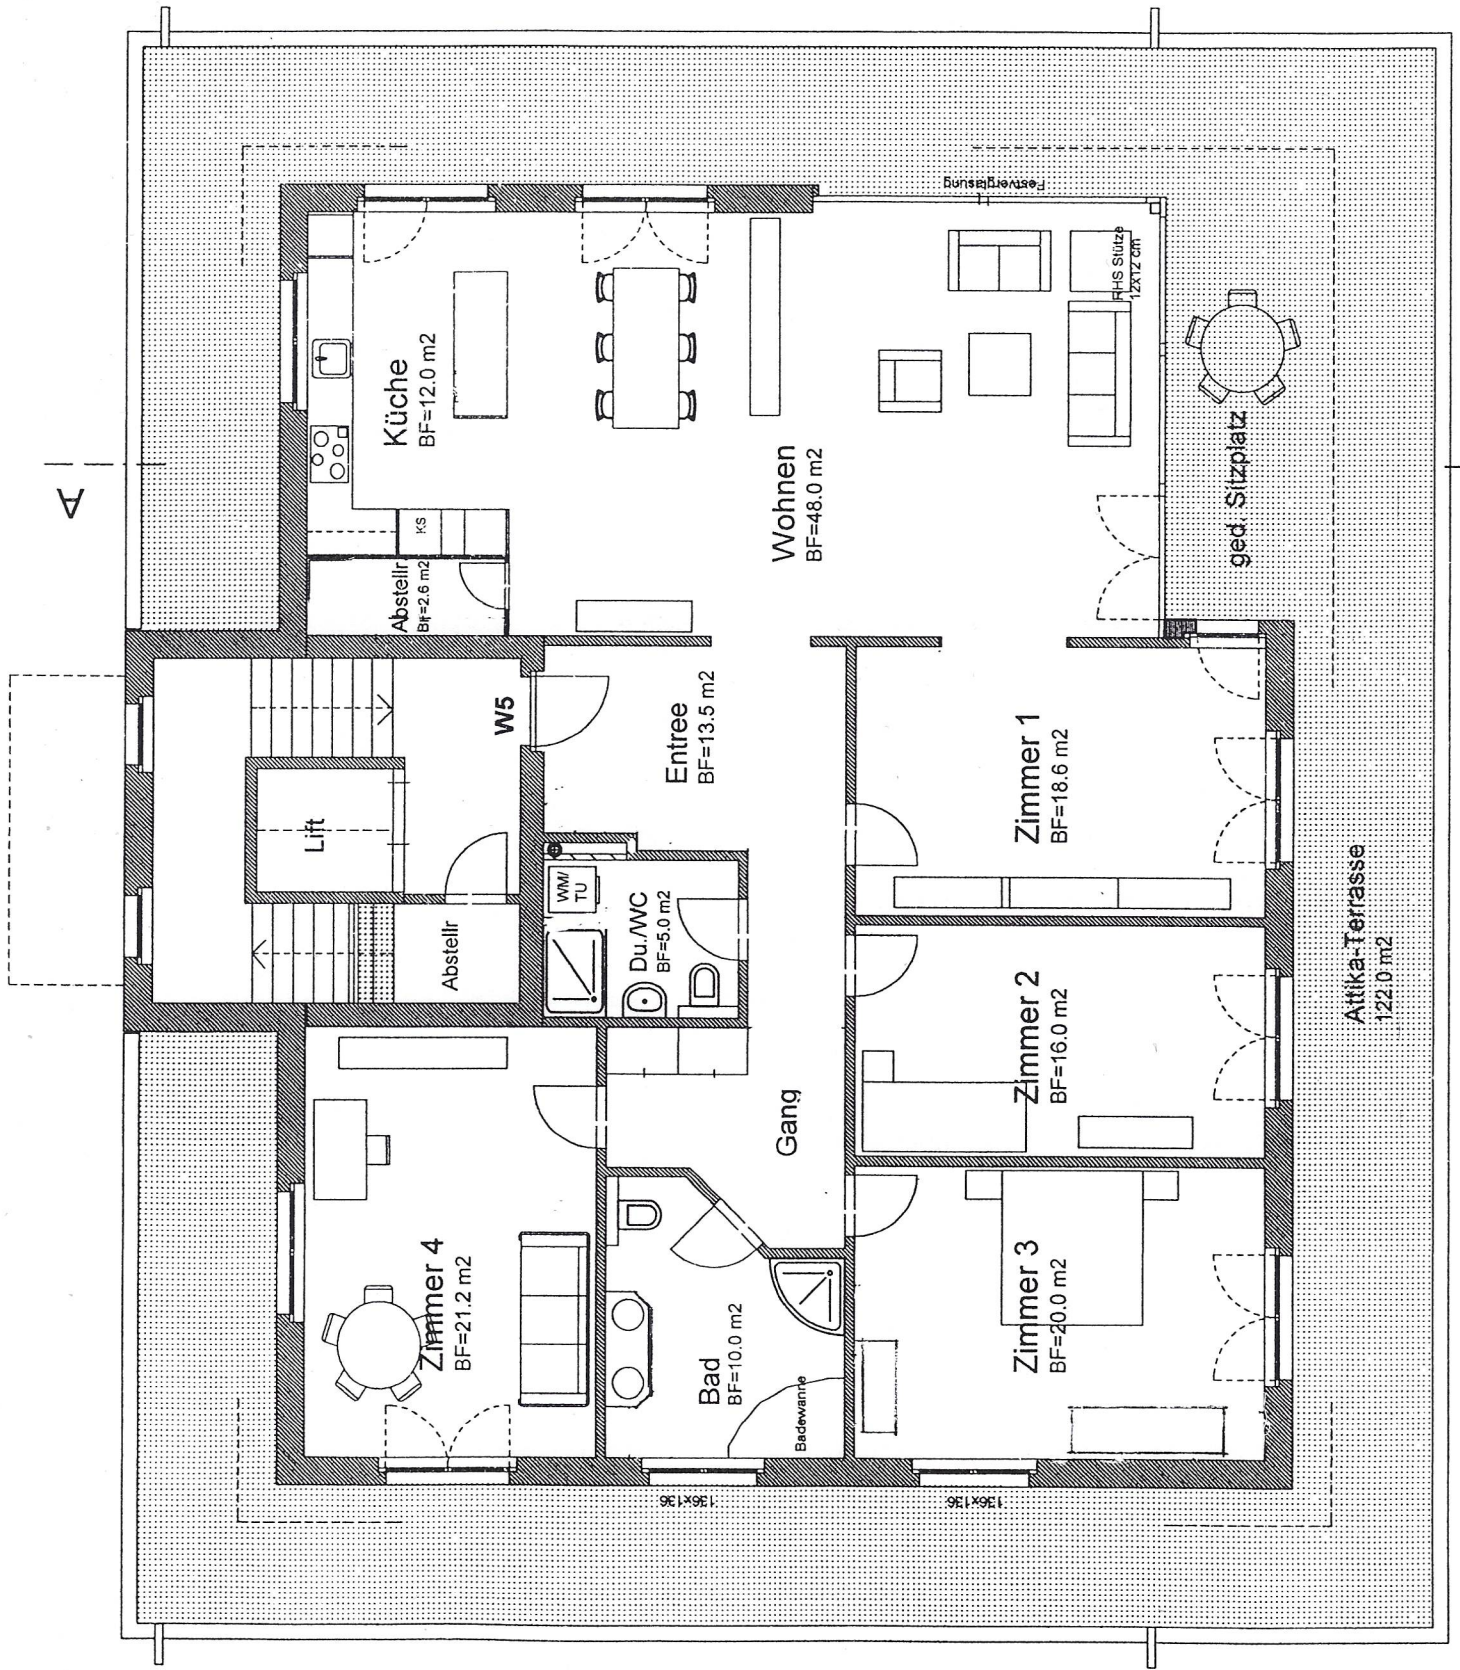 A
Küche
BF=12.0 m2
KS
Abstellr
BF=2.6 m2
Wohnen
BF=48.0 m2
Festverglasung
RHS Stütze
12x12 cm
ged. Sitzplatz
W5
Lift
Abstellr
Entree
BF=13.5 m2
WM/
TU
Du./WC
BF=5.0 m2
Gang
Zimmer 1
BF=18.6 m2
Zimmer 2
BF=16.0 m2
Zimmer 3
BF=20.0 m2
Zimmer 4
BF=21.2 m2
Bad
BF=10.0 m2
Badewanne
136x136
136x136
Attika-Terrasse
122.0 m2